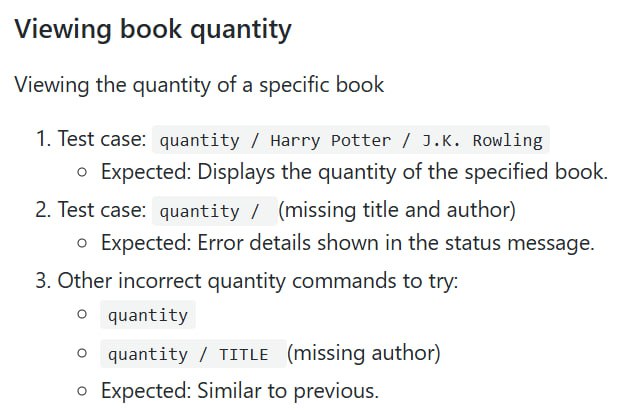 Viewing book quantity
Viewing the quantity of a specific book
1. Test case: quantity / Harry Potter / J.K. Rowling
○ Expected: Displays the quantity of the specified book.
2. Test case: quantity / (missing title and author)
○ Expected: Error details shown in the status message.
3. Other incorrect quantity commands to try:
○ quantity
○ quantity / TITLE (missing author)
○ Expected: Similar to previous.